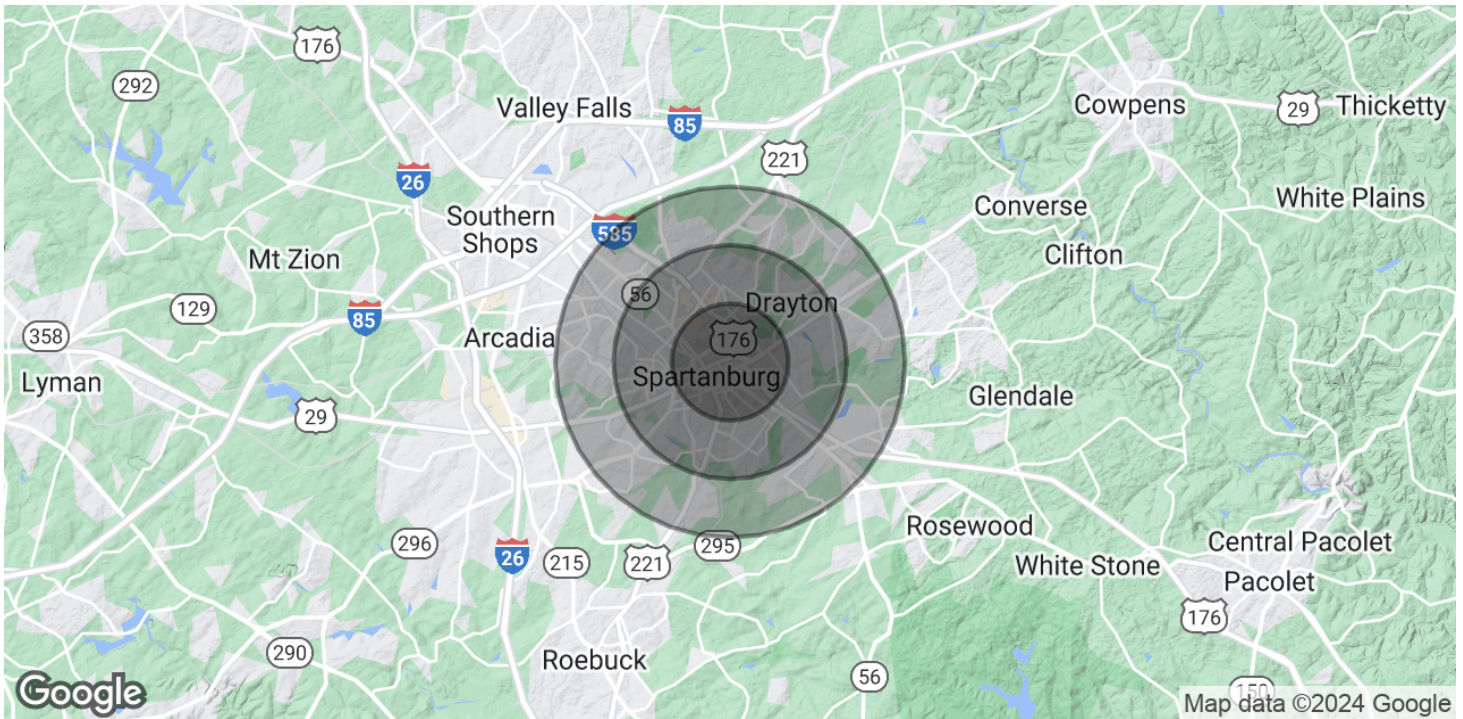 176
292
Valley Falls
85
Cowpens
29
Thicketty
221
26
Southern
Shops
585
Converse
White Plains
Mt Zion
Clifton
56
Drayton
129
85
358
Arcadia
176
Lyman
Spartanburg
29
Glendale
Rosewood
296
26
215
221
295
White Stone
Central Pacolet
Pacolet
176
290
Roebuck
56
150
Google
Map data ©2024 Google